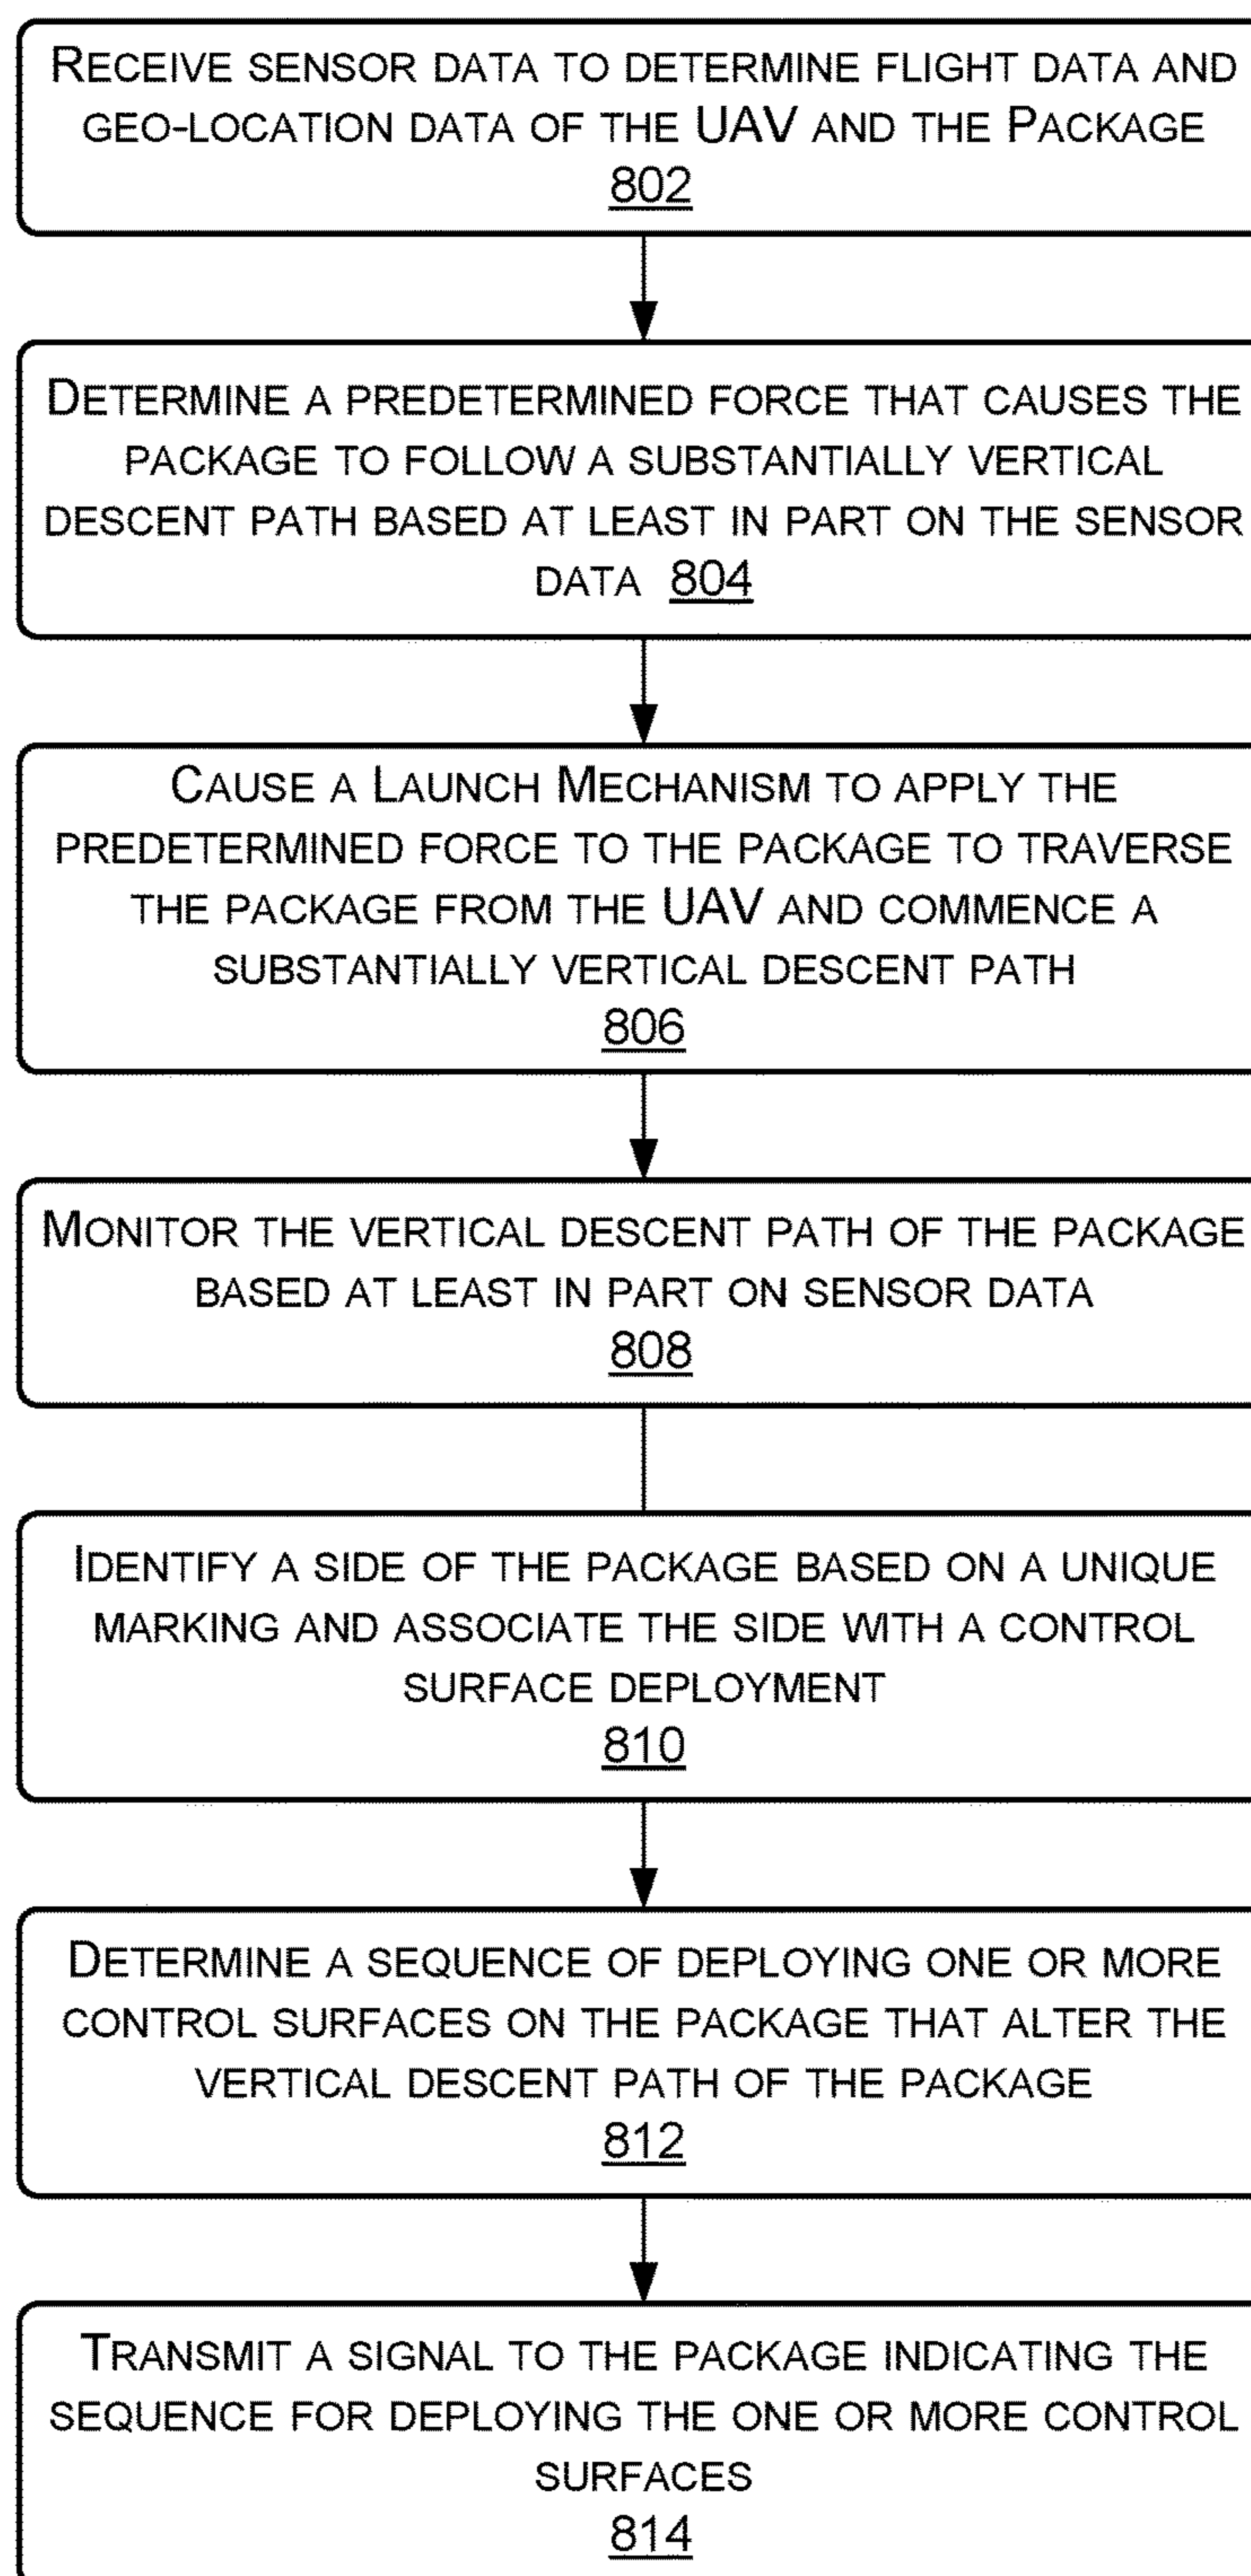 RECEIVE SENSOR DATA TO DETERMINE FLIGHT DATA AND
GEO-LOCATION DATA OF THE UAV AND THE PACKAGE
802
DETERMINE A PREDETERMINED FORCE THAT CAUSES THE
PACKAGE TO FOLLOW A SUBSTANTIALLY VERTICAL
DESCENT PATH BASED AT LEAST IN PART ON THE SENSOR
DATA 804
CAUSE A LAUNCH MECHANISM TO APPLY THE
PREDETERMINED FORCE TO THE PACKAGE TO TRAVERSE
THE PACKAGE FROM THE UAV AND COMMENCE A
SUBSTANTIALLY VERTICAL DESCENT PATH
806
MONITOR THE VERTICAL DESCENT PATH OF THE PACKAGE
BASED AT LEAST IN PART ON SENSOR DATA
808
IDENTIFY A SIDE OF THE PACKAGE BASED ON A UNIQUE
MARKING AND ASSOCIATE THE SIDE WITH A CONTROL
SURFACE DEPLOYMENT
810
DETERMINE A SEQUENCE OF DEPLOYING ONE OR MORE
CONTROL SURFACES ON THE PACKAGE THAT ALTER THE
VERTICAL DESCENT PATH OF THE PACKAGE
812
TRANSMIT A SIGNAL TO THE PACKAGE INDICATING THE
SEQUENCE FOR DEPLOYING THE ONE OR MORE CONTROL
SURFACES
814